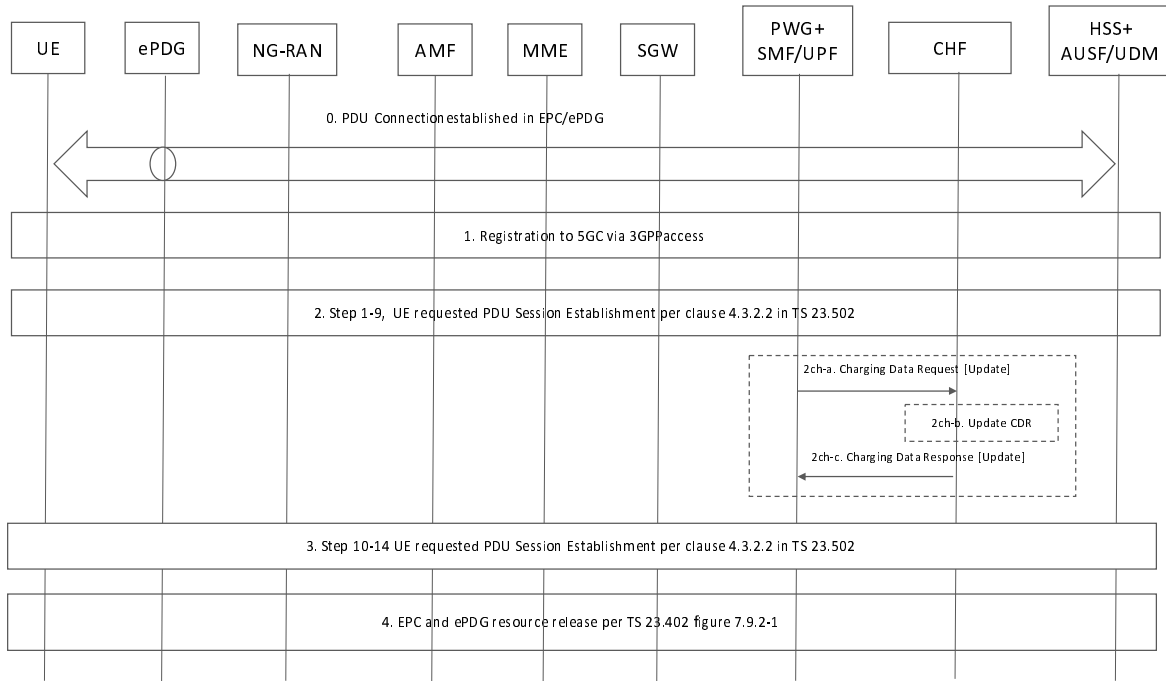 UE
ePDG
NG-RAN
AMF
MME
SGW
PWG+
SMF/UPF
CHF
HSS+
AUSF/UDM
0. PDU Connectionestablished in EPC/ePDG
1. Registration to 5GC via 3GPPaccess
2. Step 1-9, UE requested PDU Session Establishment per clause 4.3.2.2 in TS 23.502
2ch-a. Charging Data Request [Update]
2ch-b. Update CDR
2ch-c. Charging Data Response [Update]
3. Step 10-14 UE requested PDU Session Establishment per clause 4.3.2.2 in TS 23.502
4. EPC and ePDG resource release per TS 23.402 figure 7.9.2-1